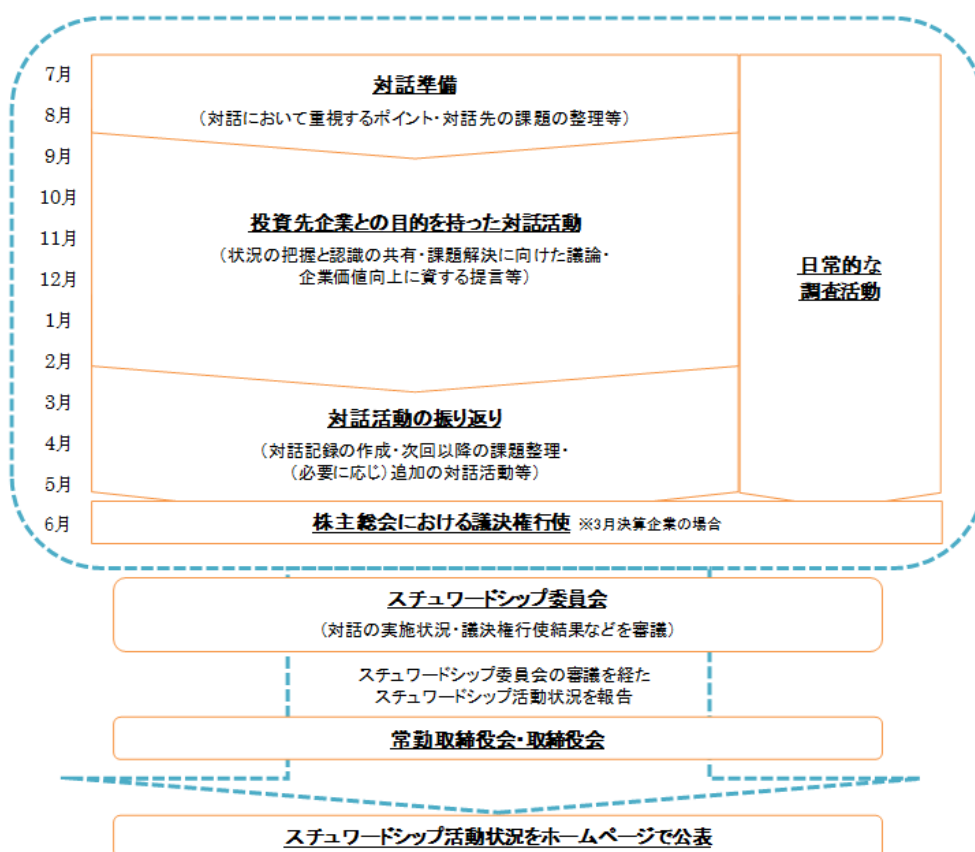 7月
8月
9月
10月
11月
12月
1月
2月
3月
4月
5月
6月
対話準備
（対話において重視するポイント・対話先の課題の整理等）
投資先企業との目的を持った対話活動
（状況の把握と認識の共有・課題解決に向けた議論・
企業価値向上に資する提言等）
対話活動の振り返り
（対話記録の作成・次回以降の課題整理・
（必要に応じ）追加の対話活動等）
日常的な
調査活動
株主総会における議決権行使 ※3月決算企業の場合
スチュワードシップ委員会
（対話の実施状況・議決権行使結果などを審議）
スチュワードシップ委員会の審議を経た
スチュワードシップ活動状況を報告
常勤取締役会・取締役会
スチュワードシップ活動状況をホームページで公表